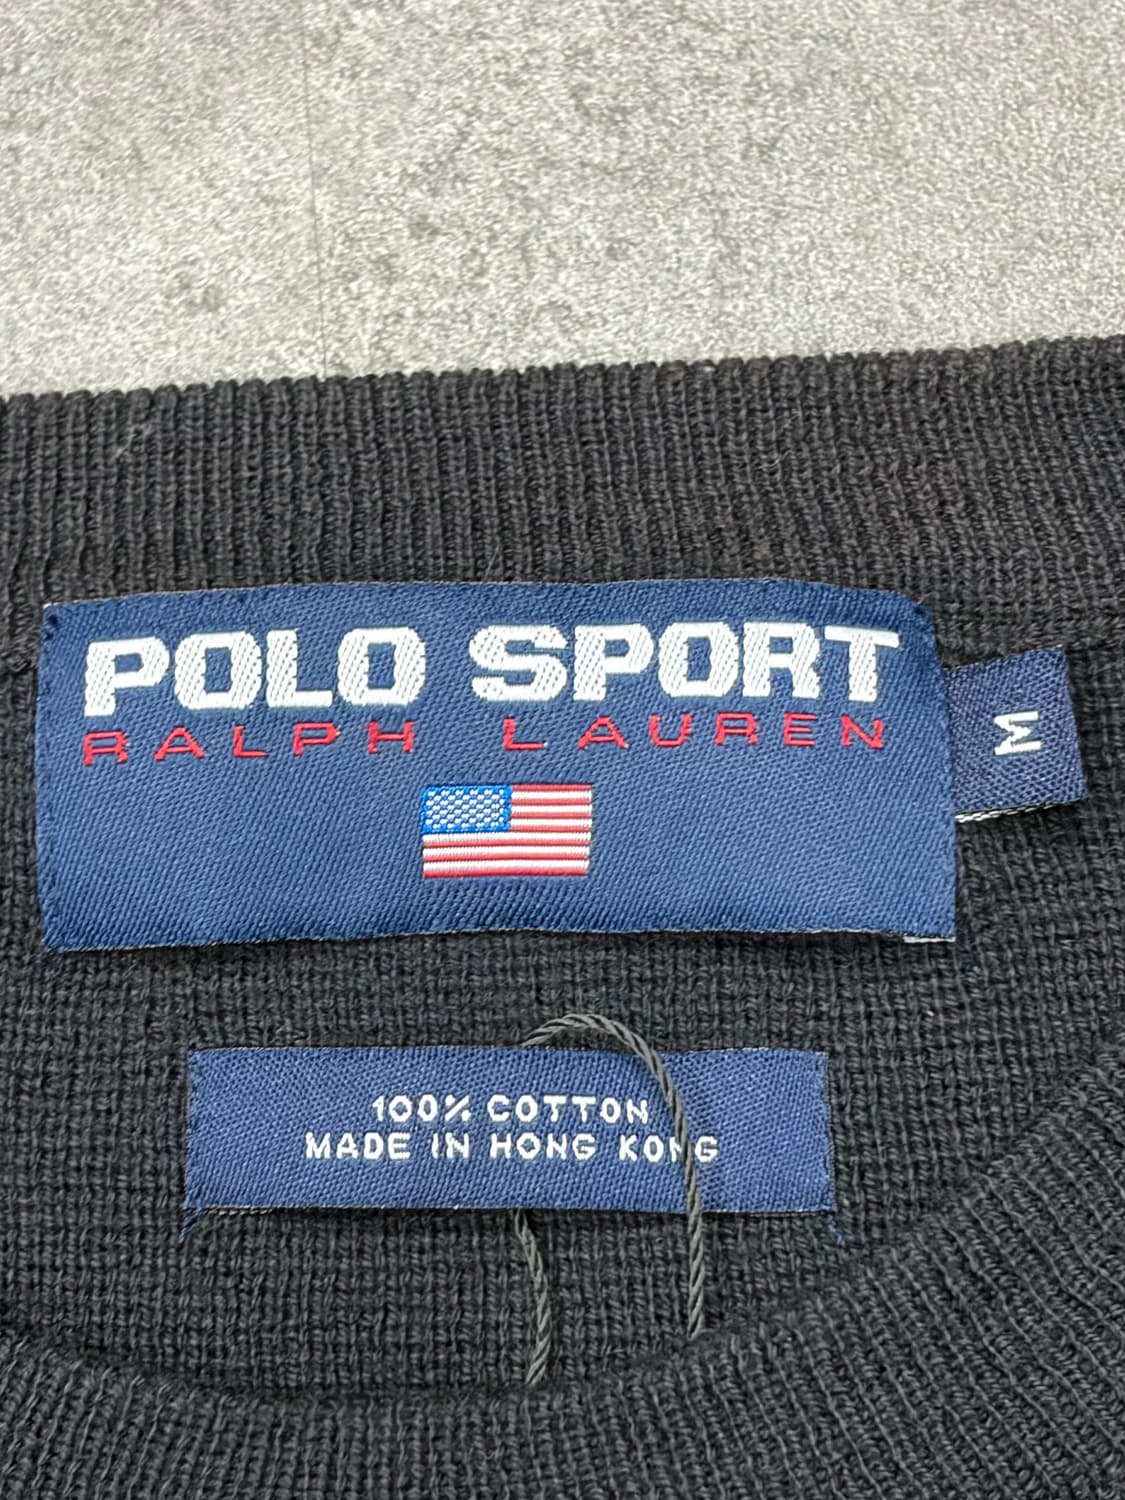 POLO SPORT
RALPH LAUREN
M
100% COTTON
MADE IN HONG KONG